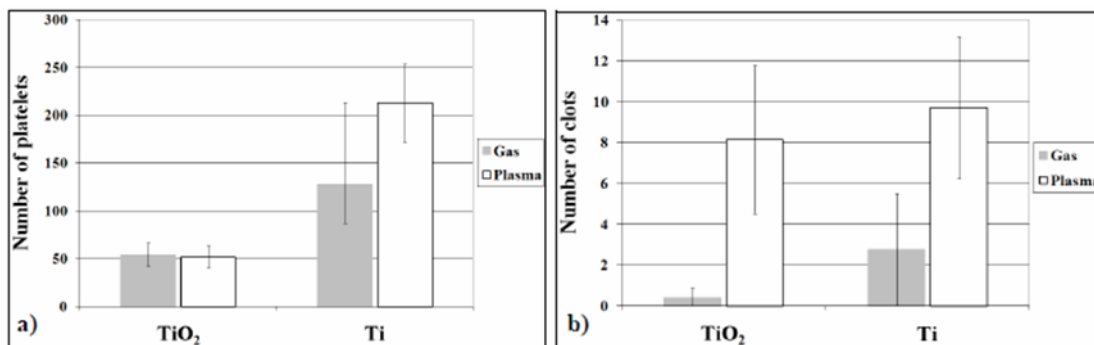 300
250
200
150
100
50
0
Number of platelets
TiO₂
Ti
Gas
Plasma
a)
14
12
10
8
6
4
2
0
Number of clots
TiO₂
Ti
Gas
Plasma
b)